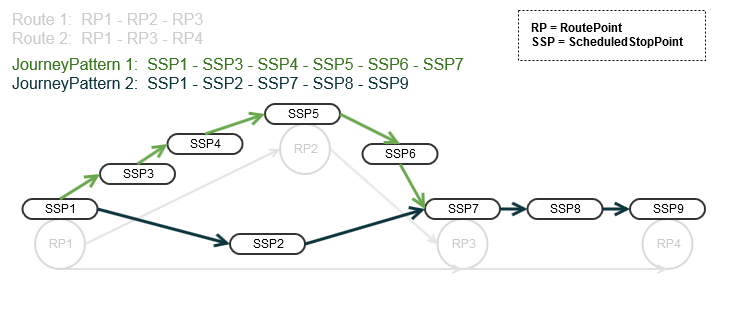 Route 1: RP1 - RP2 - RP3
Route 2: RP1 - RP3 - RP4
RP = RoutePoint
SSP = ScheduledStopPoint
JourneyPattern 1: SSP1 - SSP3 - SSP4 - SSP5 - SSP6 - SSP7
JourneyPattern 2: SSP1 - SSP2 - SSP7 - SSP8 - SSP9
SSP5
SSP4
RP2
SSP6
SSP3
SSP1
SSP7
SSP8
SSP9
RP1
SSP2
RP3
RP4